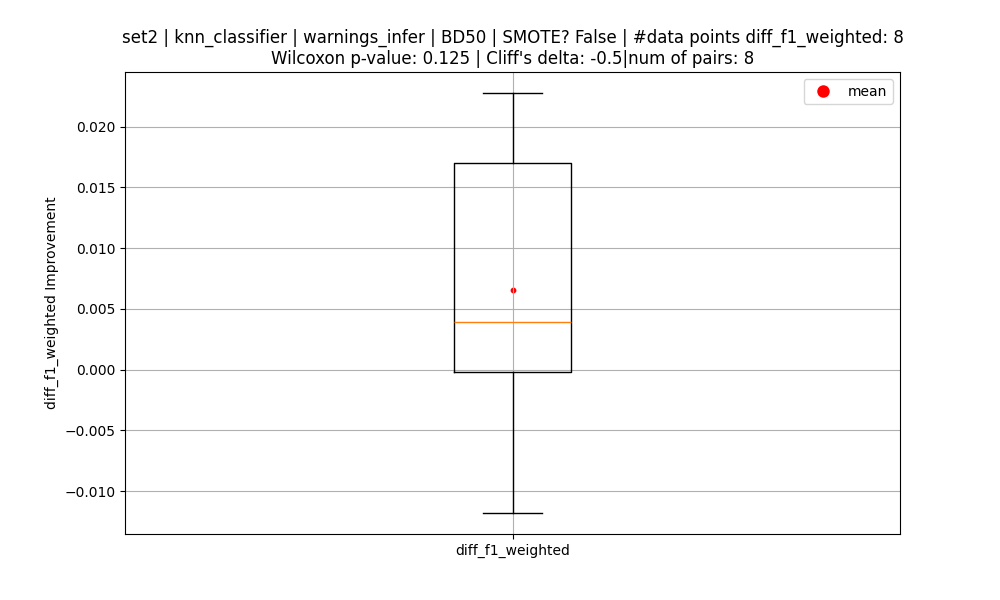 set2 | knn_classifier | warnings_infer | BD50 | SMOTE? False | #data points diff_f1_weighted: 8
Wilcoxon p-value: 0.125 | Cliff's delta: -0.5|num of pairs: 8
mean
0.020
0.015
0.010
0.005
0.000
−0.005
−0.010
diff_f1_weighted Improvement
diff_f1_weighted